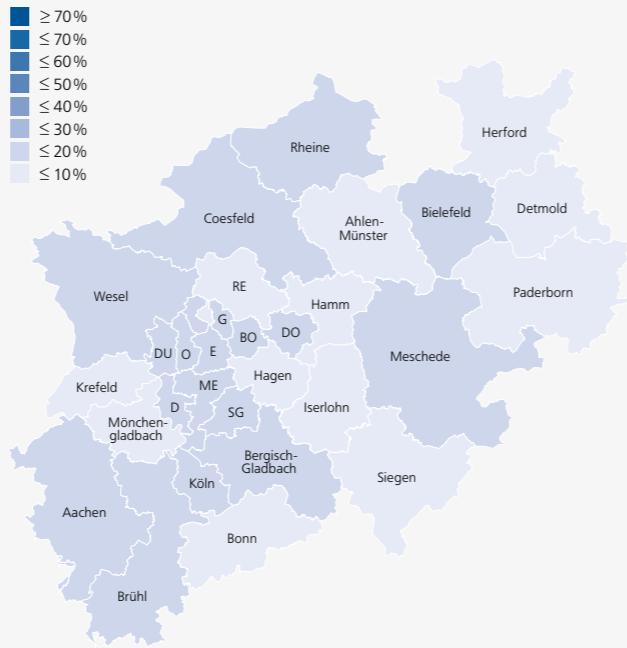 ≥ 70 %
≤ 70 %
≤ 60 %
≤ 50 %
≤ 40 %
≤ 30 %
≤ 20 %
≤ 10 %
Herford
Rheine
Detmold
Bielefeld
Coesfeld
Ahlen-
Münster
RE
Paderborn
Wesel
Hamm
G
DO
BO
E
DU
O
Meschede
Hagen
ME
Krefeld
D
SG
Iserlohn
Mönchen-
gladbach
Bergisch-
Gladbach
Siegen
Köln
Aachen
Bonn
Brühl